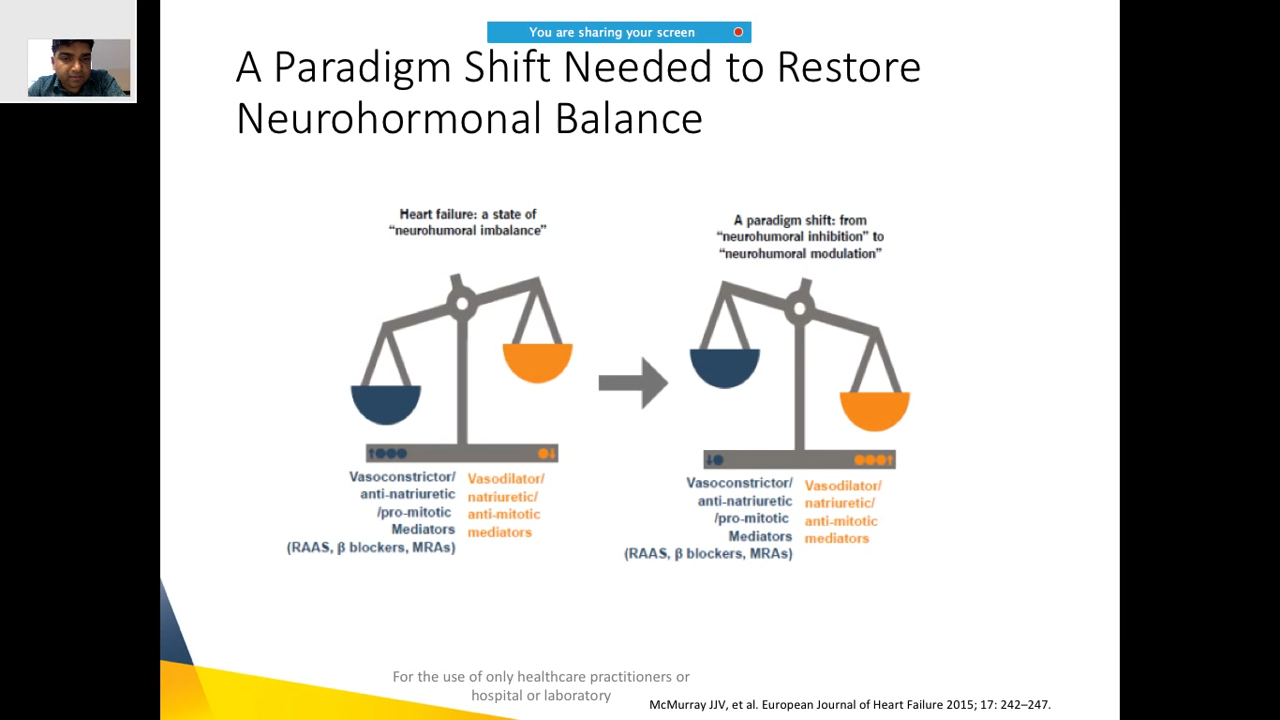 You are sharing your screen
A Paradigm Shift Needed to Restore
Neurohormonal Balance
Heart failure: a state of
“neurohumoral imbalance”
Vasoconstrictor/
anti-natriuretic
/pro-mitotic
Mediators
(RAAS, β blockers, MRAs)
Vasodilator/
natriuretic/
anti-mitotic
mediators
A paradigm shift: from
“neurohumoral inhibition” to
“neurohumoral modulation”
Vasoconstrictor/
anti-natriuretic
/pro-mitotic
Mediators
(RAAS, β blockers, MRAs)
Vasodilator/
natriuretic/
anti-mitotic
mediators
For the use of only healthcare practitioners or
hospital or laboratory
McMurray JJV, et al. European Journal of Heart Failure 2015; 17: 242–247.